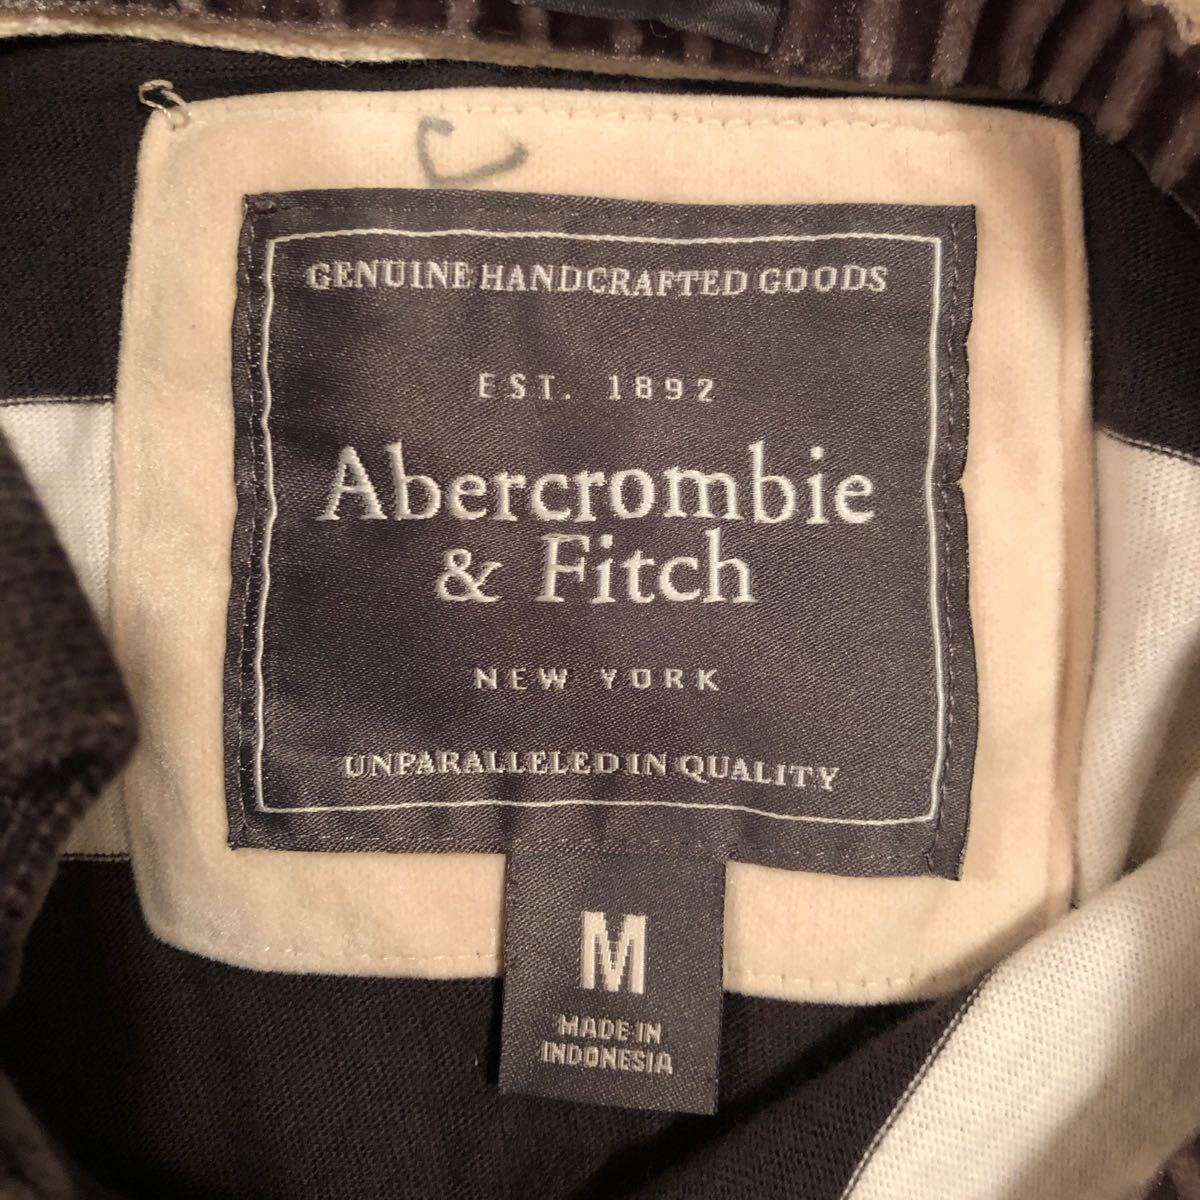 GENUINE HANDCRAFTED GOODS
EST. 1892
Abercrombie
& Fitch
NEW YORK
UNPARALLELED IN QUALITY
M
MADE IN
INDONESIA